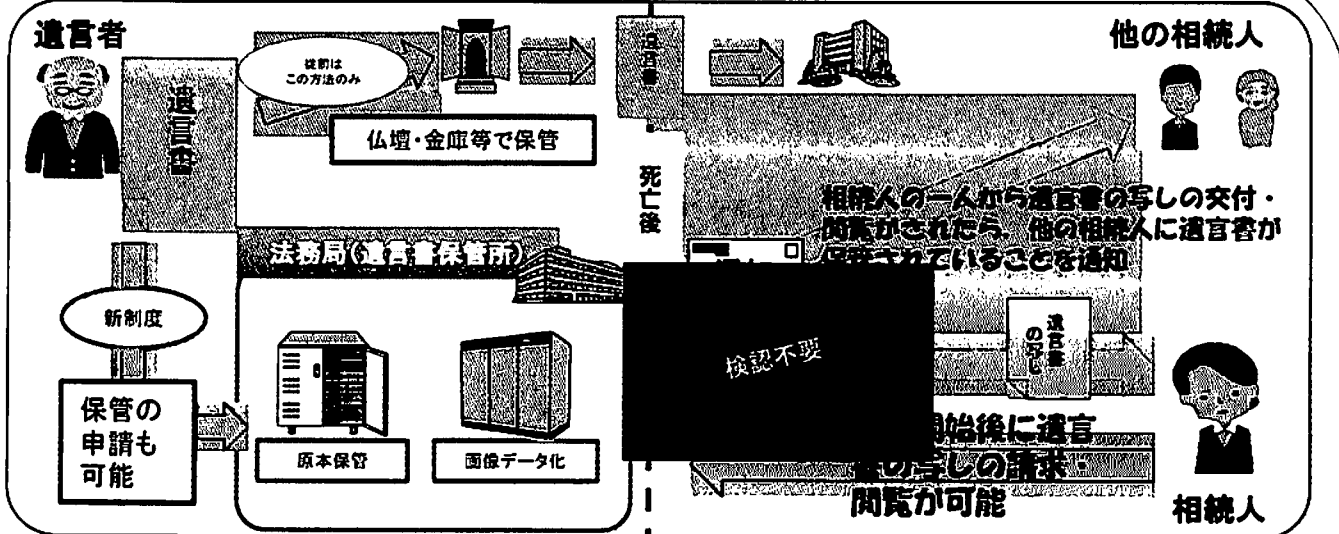 遺言者
遺言書
従前は
この方法のみ
仏壇・金庫等で保管
遺言書
死亡後
他の相続人
相続人の一人から遺言書の写しの交付・
閲覧がされたら、他の相続人に遺言書が
保管されていることを通知
法務局(遺言書保管所)
新制度
保管の
申請も
可能
原本保管
画像データ化
検認不要
遺言書
の写し
開始後に遺言
書の写しの請求・
閲覧が可能
相続人